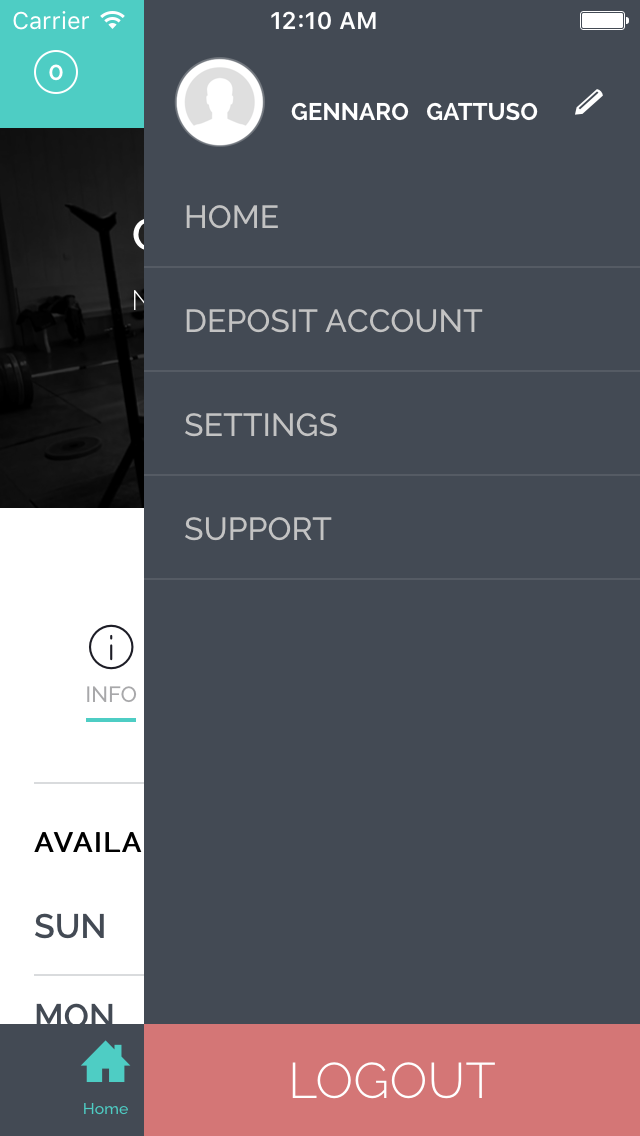 Carrier 12:10 AM
0
GENNARO GATTUSO
HOME
DEPOSIT ACCOUNT
SETTINGS
SUPPORT
INFO
AVAILA
SUN
MON
Home
LOGOUT